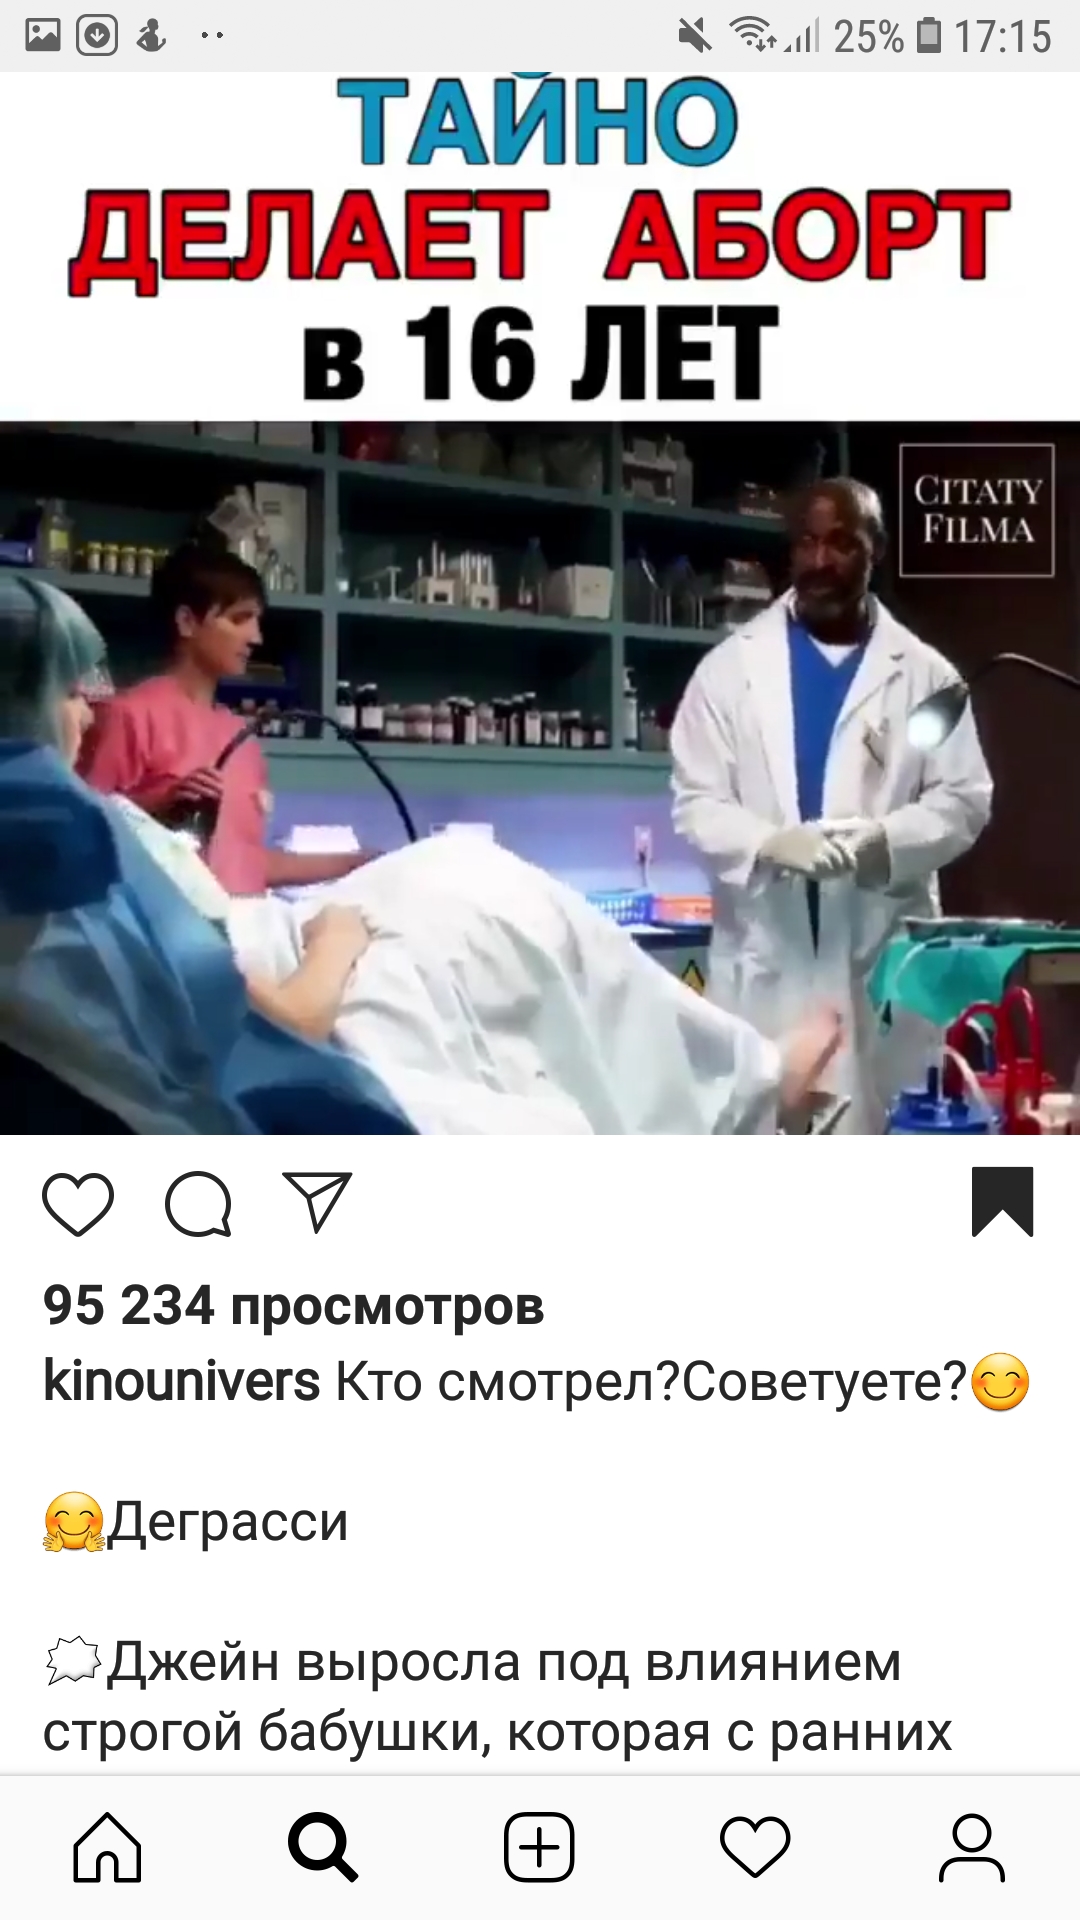 25% 17:15
ТАЙНО
ДЕЛАЕТ АБОРТ
в 16 ЛЕТ
CITATY
FILMA
95 234 просмотров
kinounivers Кто смотрел?Советуете?😊
🤗Деграсси
🗯Джейн выросла под влиянием
строгой бабушки, которая с ранних